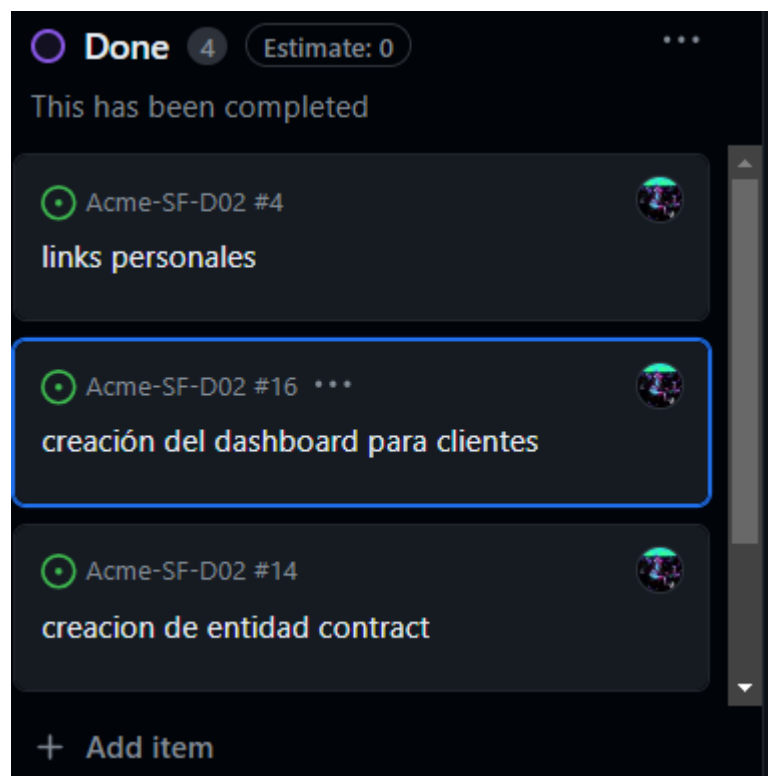 Done 4 Estimate: 0
This has been completed
Acme-SF-D02 #4
links personales
Acme-SF-D02 #16
creación del dashboard para clientes
Acme-SF-D02 #14
creacion de entidad contract
+ Add item